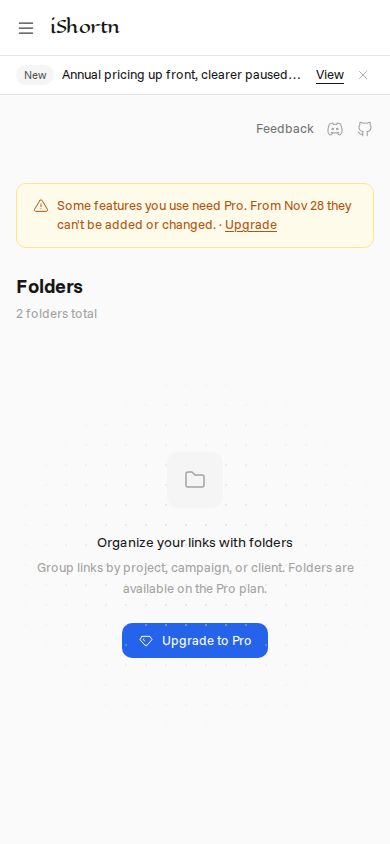 iShortn
New Annual pricing up front, clearer paused... View
Feedback
Some features you use need Pro. From Nov 28 they
can't be added or changed. · Upgrade
Folders
2 folders total
Organize your links with folders
Group links by project, campaign, or client. Folders are
available on the Pro plan.
Upgrade to Pro